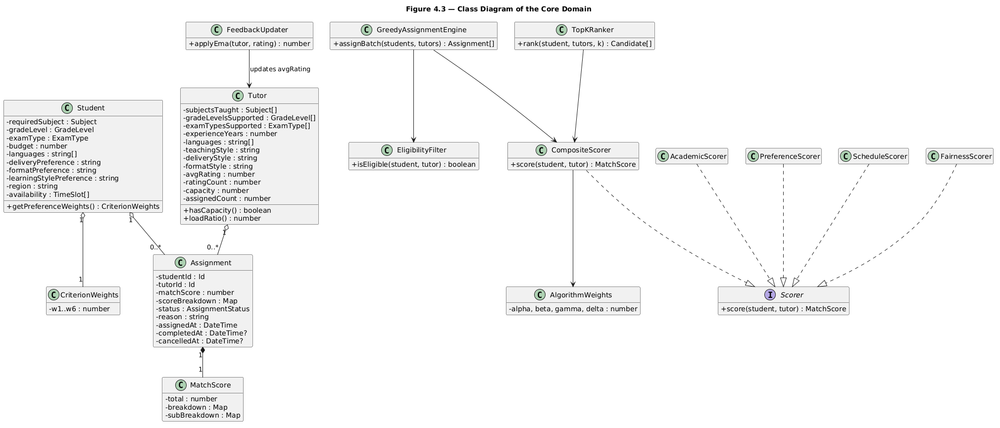 Figure 4.3 — Class Diagram of the Core Domain
C FeedbackUpdater
+applyEma(tutor, rating) : number
C GreedyAssignmentEngine
+assignBatch(students, tutors) : Assignment[]
C TopKRanker
+rank(student, tutors, k) : Candidate[]
updates avgRating
C Student
-requiredSubject : Subject
-gradeLevel : GradeLevel
-examType : ExamType
-budget : number
-languages : string[]
-deliveryPreference : string
-formatPreference : string
-learningStylePreference : string
-region : string
-availability : TimeSlot[]
+getPreferenceWeights() : CriterionWeights
C Tutor
-subjectsTaught : Subject[]
-gradeLevelsSupported : GradeLevel[]
-examTypesSupported : ExamType[]
-experienceYears : number
-languages : string[]
-teachingStyle : string
-deliveryStyle : string
-formatStyle : string
-avgRating : number
-ratingCount : number
-capacity : number
-assignedCount : number
+hasCapacity() : boolean
+loadRatio() : number
C EligibilityFilter
+isEligible(student, tutor) : boolean
C CompositeScorer
+score(student, tutor) : MatchScore
C AcademicScorer
C PreferenceScorer
C ScheduleScorer
C FairnessScorer
1
1
1
0..*
0..*
1
C CriterionWeights
-w1..w6 : number
C Assignment
-studentId : Id
-tutorId : Id
-matchScore : number
-scoreBreakdown : Map
-status : AssignmentStatus
-reason : string
-assignedAt : DateTime
-completedAt : DateTime?
-cancelledAt : DateTime?
C AlgorithmWeights
-alpha, beta, gamma, delta : number
I Scorer
+score(student, tutor) : MatchScore
1
1
C MatchScore
-total : number
-breakdown : Map
-subBreakdown : Map